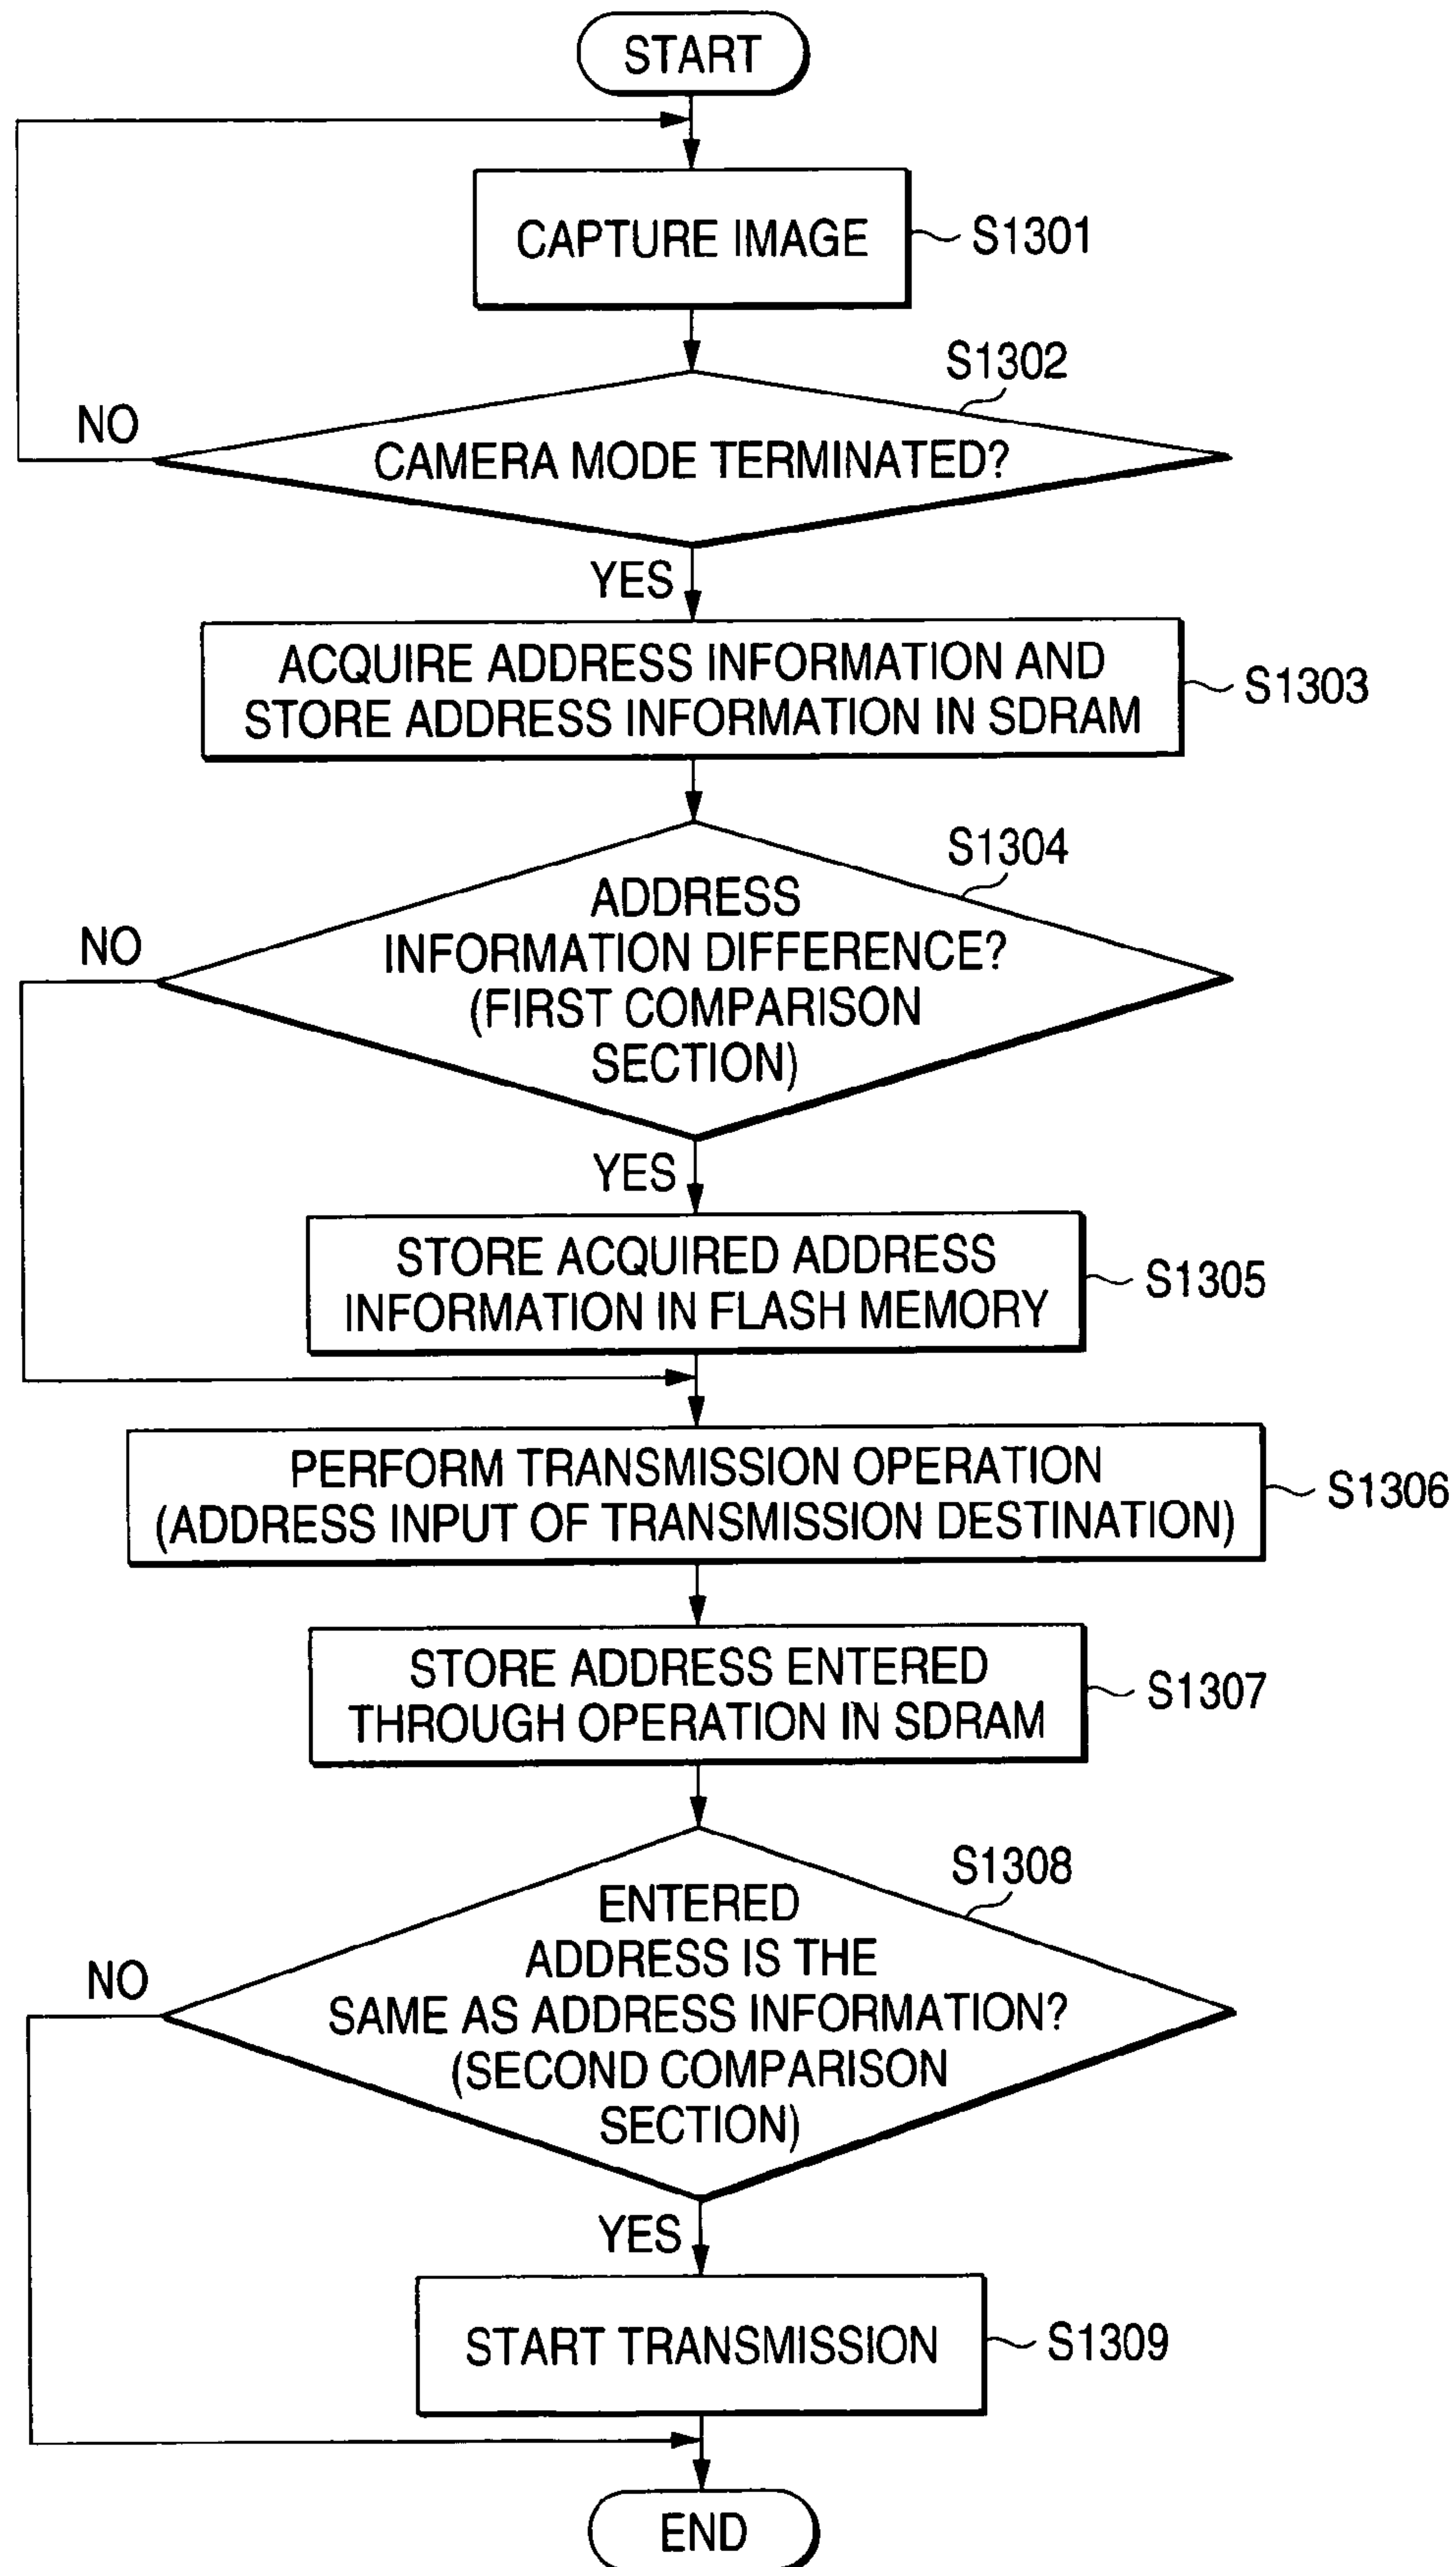 START
CAPTURE IMAGE
S1301
S1302
NO
CAMERA MODE TERMINATED?
YES
ACQUIRE ADDRESS INFORMATION AND
STORE ADDRESS INFORMATION IN SDRAM
S1303
S1304
NO
ADDRESS
INFORMATION DIFFERENCE?
(FIRST COMPARISON
SECTION)
YES
STORE ACQUIRED ADDRESS
INFORMATION IN FLASH MEMORY
S1305
PERFORM TRANSMISSION OPERATION
(ADDRESS INPUT OF TRANSMISSION DESTINATION)
S1306
STORE ADDRESS ENTERED
THROUGH OPERATION IN SDRAM
S1307
S1308
NO
ENTERED
ADDRESS IS THE
SAME AS ADDRESS INFORMATION?
(SECOND COMPARISON
SECTION)
YES
START TRANSMISSION
S1309
END